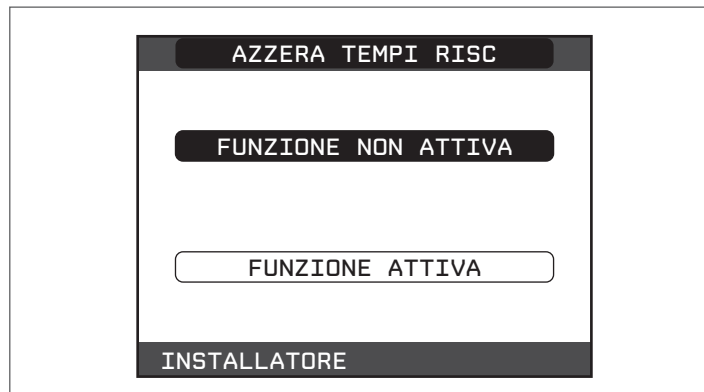 AZZERA TEMPI RISC
FUNZIONE NON ATTIVA
FUNZIONE ATTIVA
INSTALLATORE